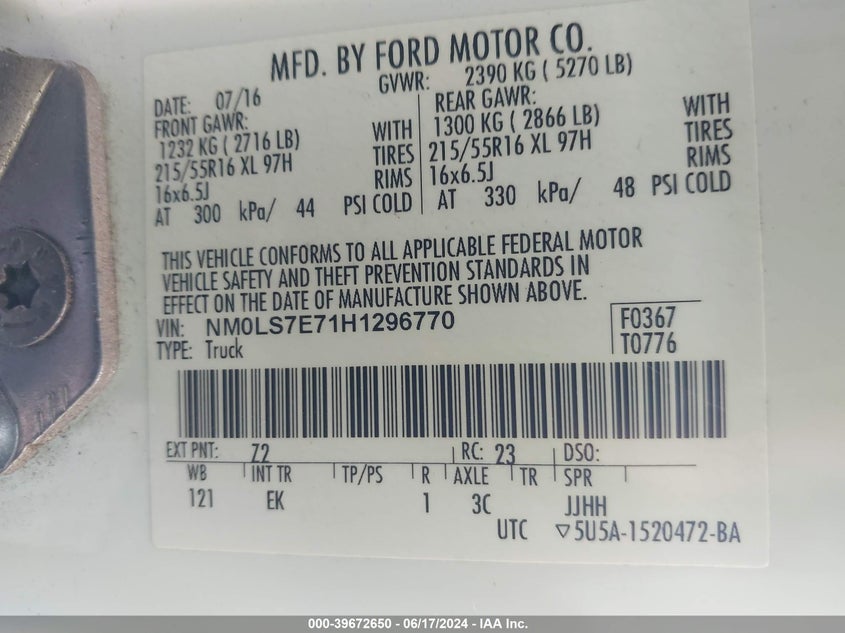 MFD. BY FORD MOTOR CO.
DATE: 07/16 GVWR: 2390 KG ( 5270 LB)
FRONT GAWR: REAR GAWR:
1232 KG ( 2716 LB) WITH 1300 KG ( 2866 LB) WITH
215/55R16 XL 97H TIRES 215/55R16 XL 97H TIRES
16x6.5J RIMS 16x6.5J RIMS
AT 300 kPa/ 44 PSI COLD AT 330 kPa/ 48 PSI COLD
THIS VEHICLE CONFORMS TO ALL APPLICABLE FEDERAL MOTOR
VEHICLE SAFETY AND THEFT PREVENTION STANDARDS IN
EFFECT ON THE DATE OF MANUFACTURE SHOWN ABOVE.
VIN: NM0LS7E71H1296770 F0367
TYPE: Truck T0776
EXT PNT: Z2 RC: 23 DSO:
WB INT TR TP/PS R AXLE TR SPR
121 EK 1 3C JJHH
UTC ▽5U5A-1520472-BA
000-39672650 - 06/17/2024 - IAA Inc.